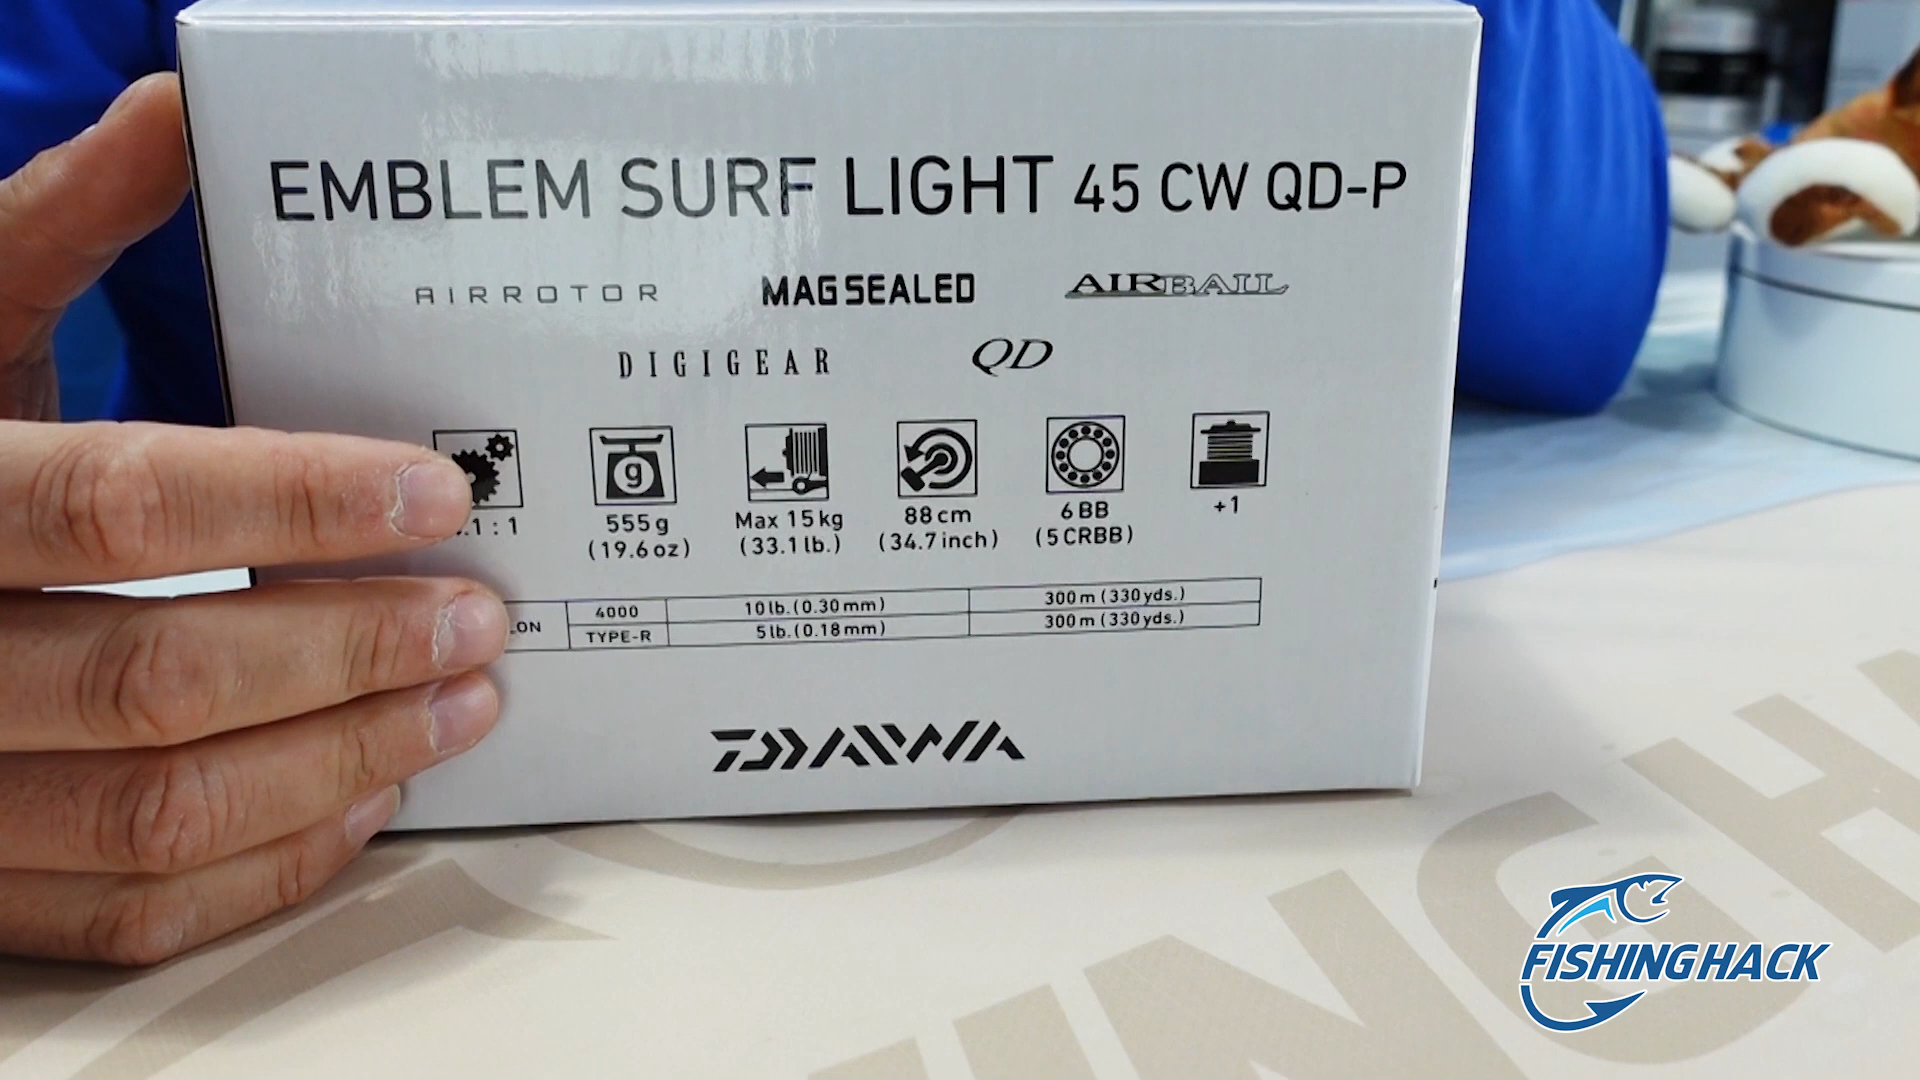 EMBLEM SURF LIGHT 45 CW QD-P
AIRROTOR MAGSEALED AIRBAIL
DIGIGEAR QD
g
.1 : 1 555g Max 15kg 88cm 6BB +1
(19.6oz) (33.1lb.) (34.7inch) (5CRBB)
4000 10lb.(0.30mm) 300m(330yds.)
TYPE-R 5lb.(0.18mm) 300m(330yds.)
DAIWA
FISHINGHACK